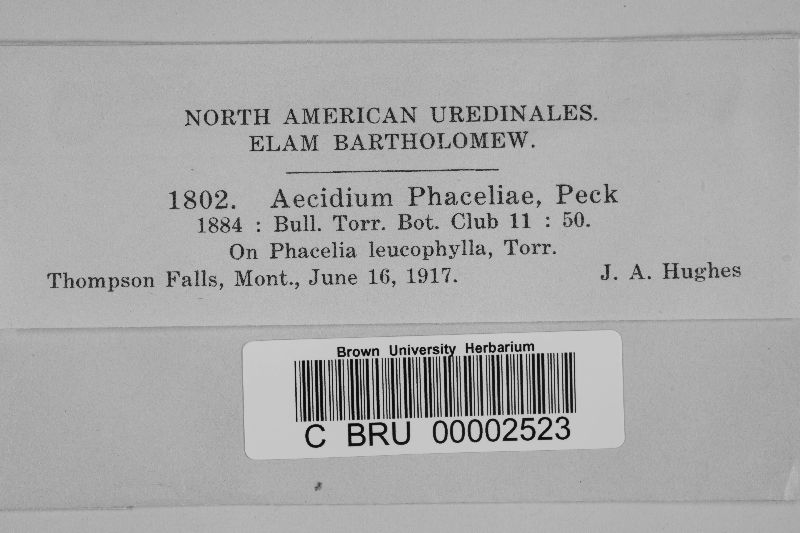 NORTH AMERICAN UREDINALES.
ELAM BARTHOLOMEW.
1802. Aecidium Phaceliae, Peck
1884 : Bull. Torr. Bot. Club 11 : 50.
On Phacelia leucophylla, Torr.
Thompson Falls, Mont., June 16, 1917. J. A. Hughes
Brown University Herbarium
C BRU 00002523